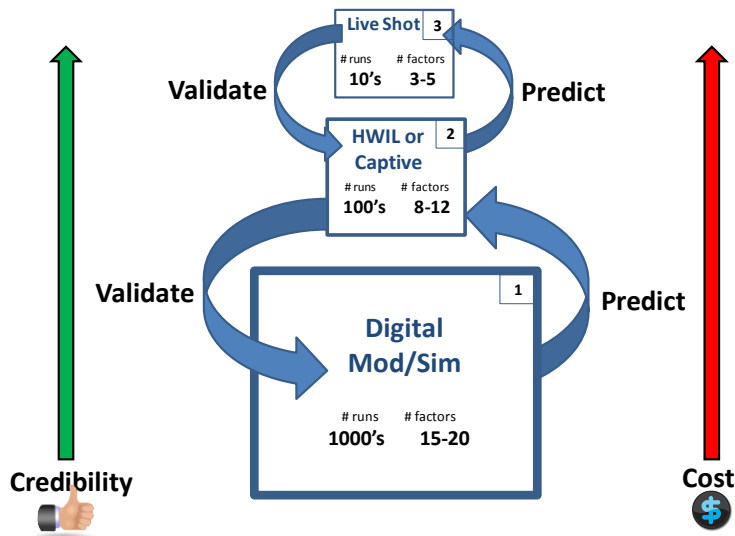 Live Shot 3
# runs # factors
10's 3-5
Validate
Predict
HWIL or 2
Captive
# runs # factors
100's 8-12
Validate
Predict
1
Digital
Mod/Sim
# runs # factors
1000's 15-20
Credibility
Cost
$